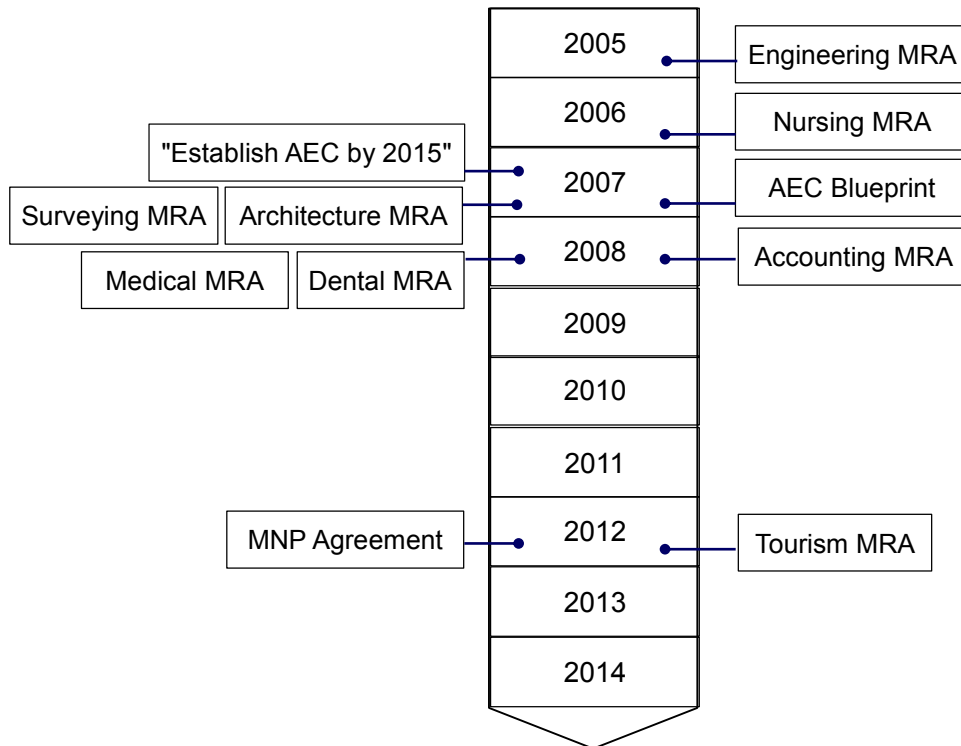 2005
Engineering MRA
2006
Nursing MRA
"Establish AEC by 2015"
2007
AEC Blueprint
Surveying MRA
Architecture MRA
2008
Accounting MRA
Medical MRA
Dental MRA
2009
2010
2011
MNP Agreement
2012
Tourism MRA
2013
2014